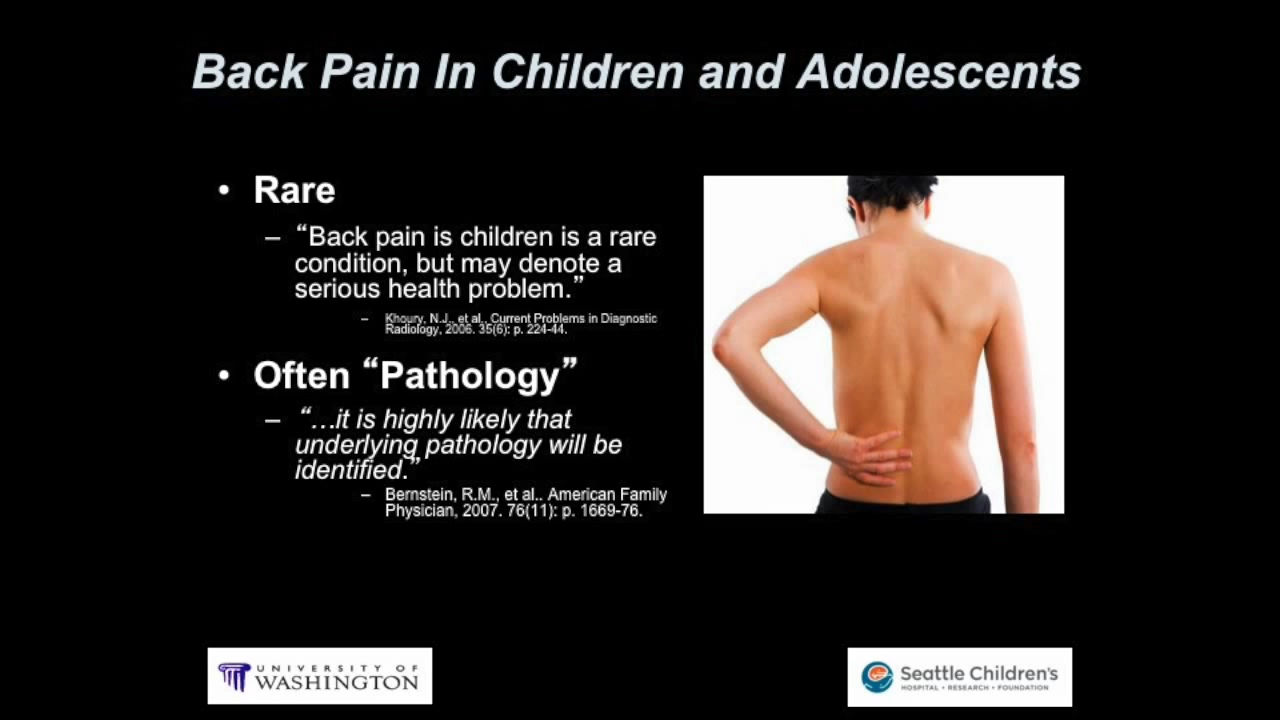 Back Pain In Children and Adolescents
• Rare
– “Back pain is children is a rare
condition, but may denote a
serious health problem.”
– Khoury, N.J., et al., Current Problems in Diagnostic
Radiology, 2006. 35(6): p. 224-44.
• Often “Pathology”
– “…it is highly likely that
underlying pathology will be
identified.”
– Bernstein, R.M., et al.. American Family
Physician, 2007. 76(11): p. 1669-76.
UNIVERSITY OF
WASHINGTON
Seattle Children's
HOSPITAL • RESEARCH • FOUNDATION